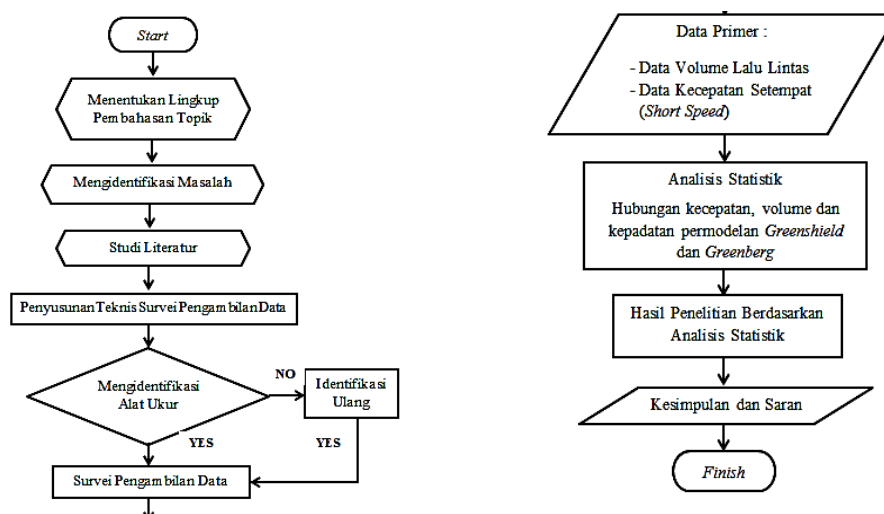 Start
Menentukan Lingkup
Pembahasan Topik
Mengidentifikasi Masalah
Studi Literatur
Penyusunan Teknis Survei Pengambilan Data
Mengidentifikasi
Alat Ukur
NO
Identifikasi
Ulang
YES
YES
Survei Pengambilan Data
Data Primer :
- Data Volume Lalu Lintas
- Data Kecepatan Setempat
(Short Speed)
Analisis Statistik
Hubungan kecepatan, volume dan
kepadatan permodelan Greenshield
dan Greenberg
Hasil Penelitian Berdasarkan
Analisis Statistik
Kesimpulan dan Saran
Finish